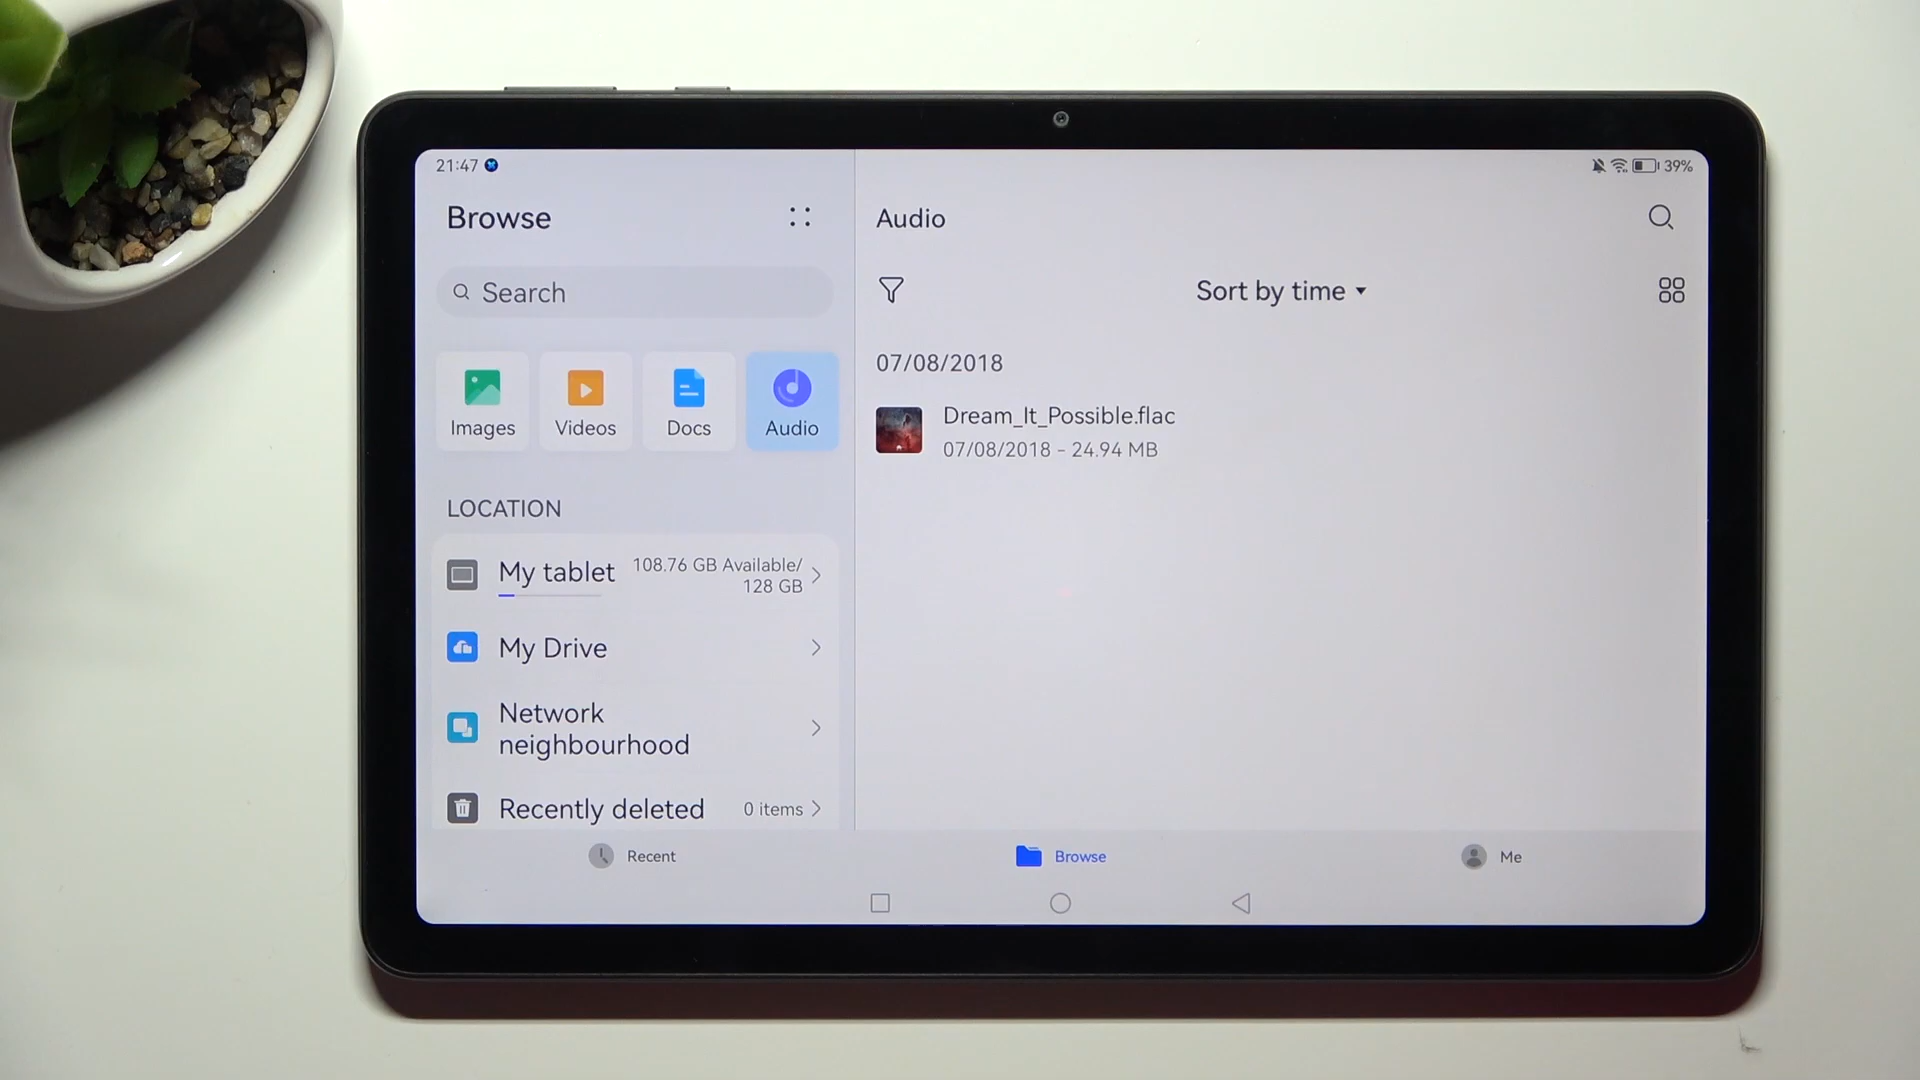 21:47
39%
Browse
Search
Images
Videos
Docs
Audio
LOCATION
My tablet
108.76 GB Available/
128 GB
My Drive
Network
neighbourhood
Recently deleted
0 items
Audio
Sort by time
07/08/2018
Dream_It_Possible.flac
07/08/2018 - 24.94 MB
Recent
Browse
Me